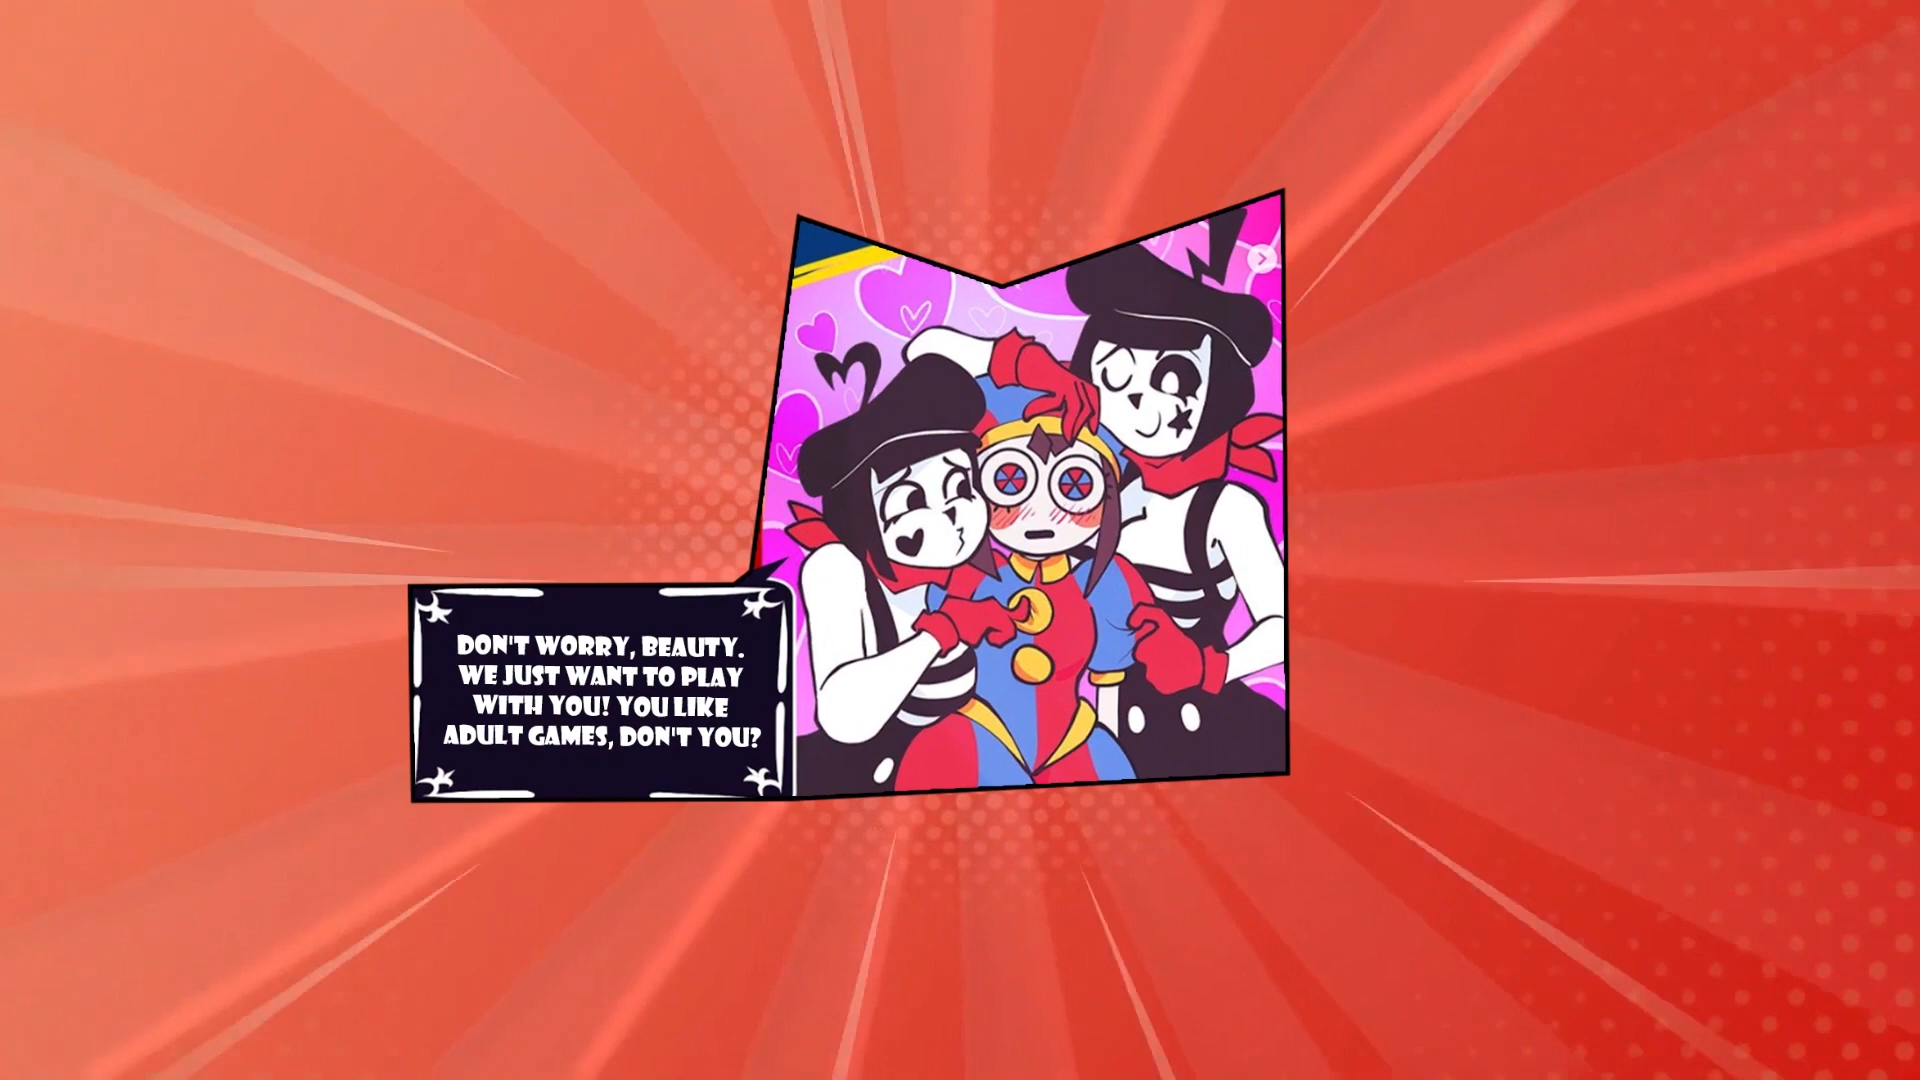 DON'T WORRY, BEAUTY.
WE JUST WANT TO PLAY
WITH YOU! YOU LIKE
ADULT GAMES, DON'T YOU?